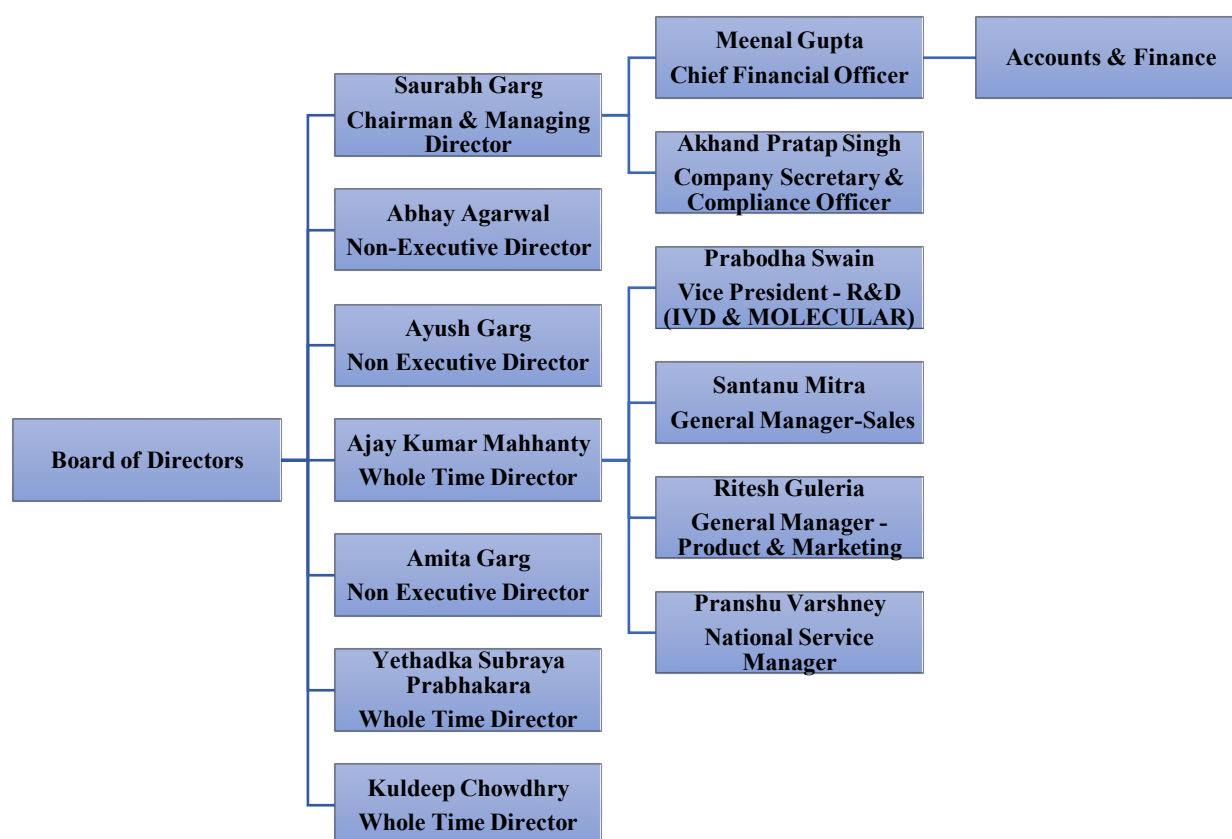 Board of Directors
Saurabh Garg
Chairman & Managing
Director
Abhay Agarwal
Non-Executive Director
Ayush Garg
Non Executive Director
Ajay Kumar Mahhanty
Whole Time Director
Amita Garg
Non Executive Director
Yethadka Subraya
Prabhakara
Whole Time Director
Kuldeep Chowdhry
Whole Time Director
Meenal Gupta
Chief Financial Officer
Akhand Pratap Singh
Company Secretary &
Compliance Officer
Prabodha Swain
Vice President - R&D
(IVD & MOLECULAR)
Santanu Mitra
General Manager-Sales
Ritesh Guleria
General Manager -
Product & Marketing
Pranshu Varshney
National Service
Manager
Accounts & Finance